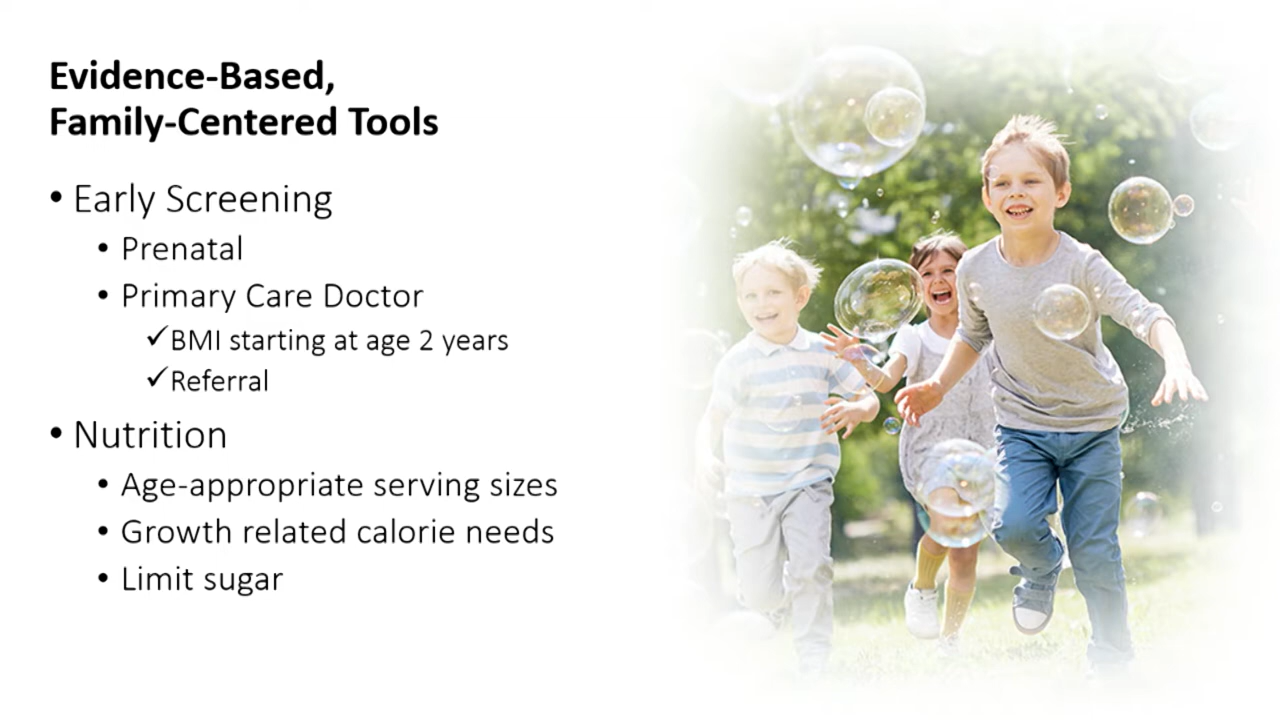 Evidence-Based,
Family-Centered Tools
• Early Screening
• Prenatal
• Primary Care Doctor
✓BMI starting at age 2 years
✓Referral
• Nutrition
• Age-appropriate serving sizes
• Growth related calorie needs
• Limit sugar